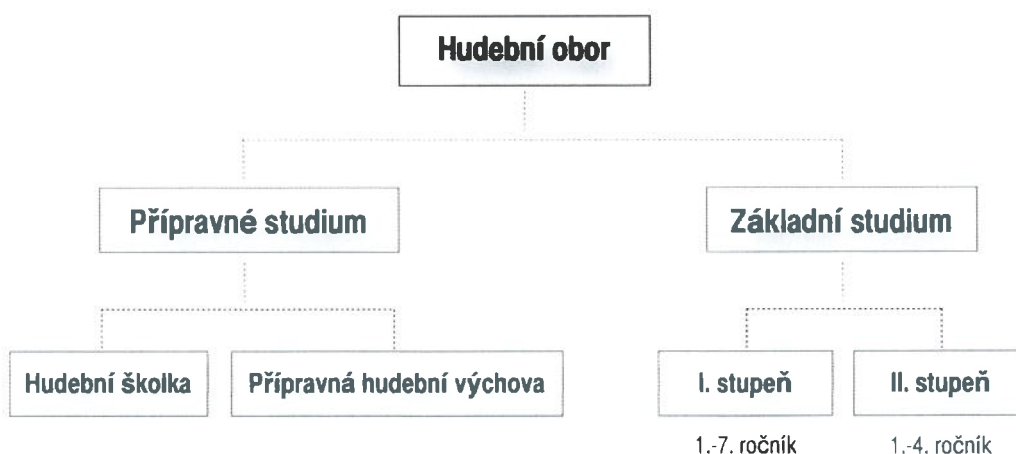 Hudební obor
Přípravné studium
Základní studium
Hudební školka
Přípravná hudební výchova
I. stupeň
II. stupeň
1.-7. ročník
1.-4. ročník